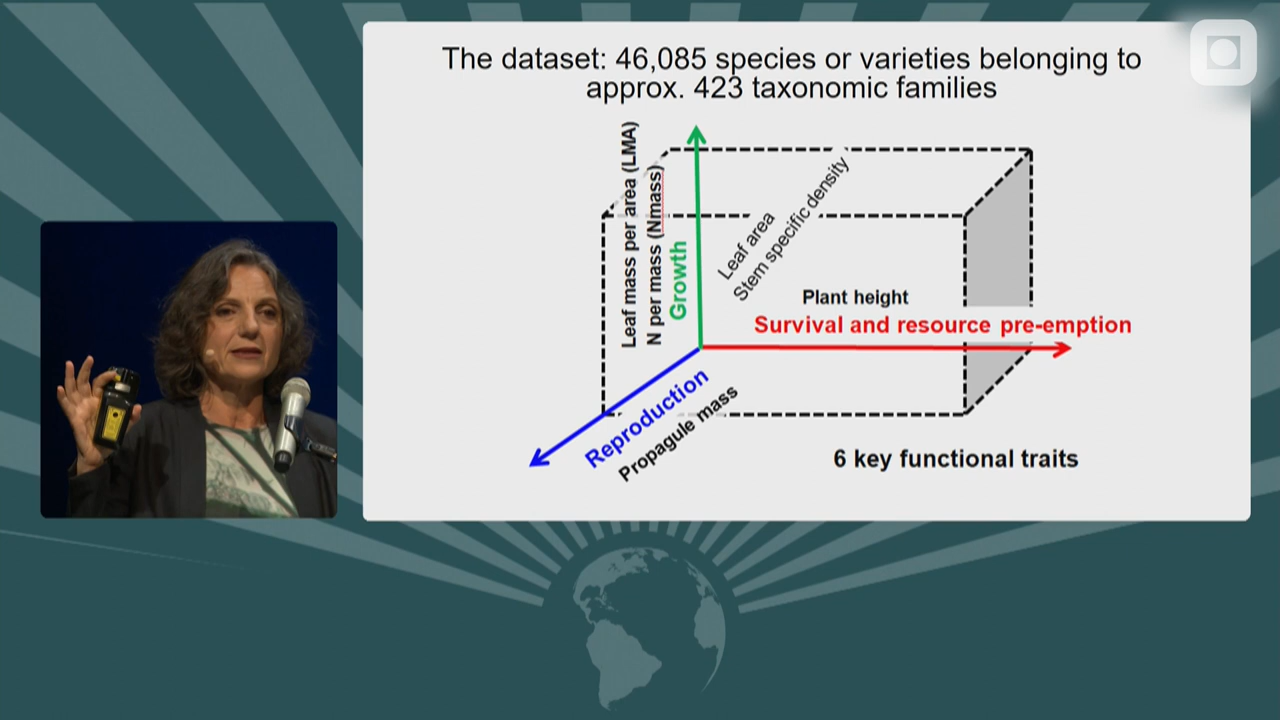 The dataset: 46,085 species or varieties belonging to
approx. 423 taxonomic families
Leaf mass per area (LMA)
N per mass (Nmass)
Growth
Leaf area
Stem specific density
Plant height
Survival and resource pre-emption
Reproduction
Propagule mass
6 key functional traits